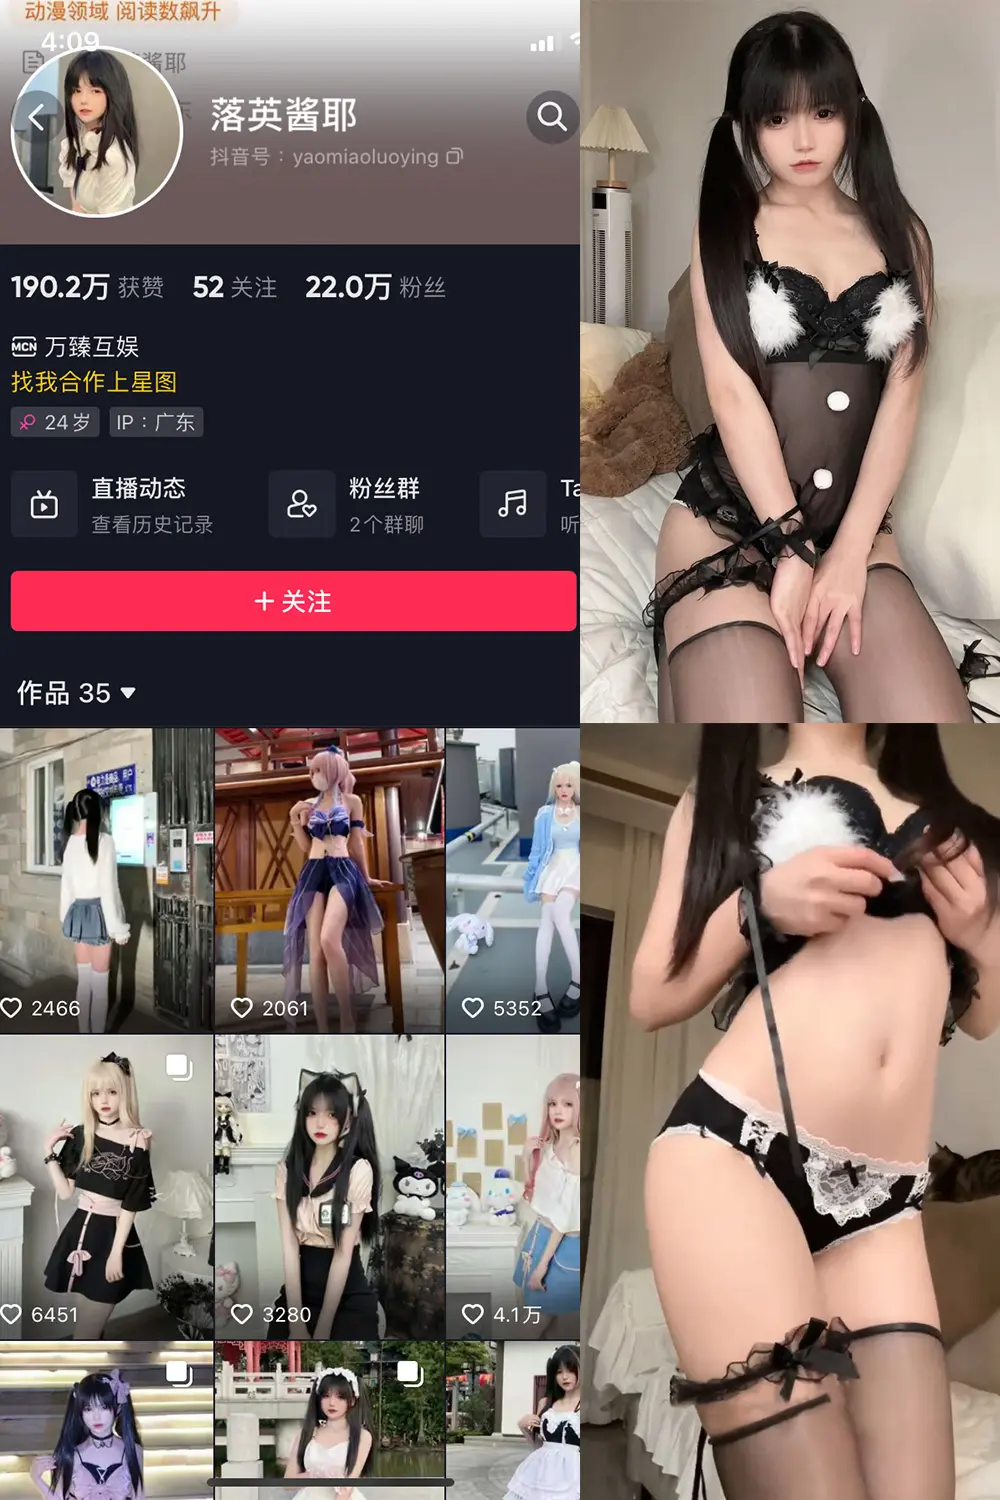 动漫领域 阅读数飙升
4:09
酱耶
落英酱耶
抖音号：yaomiaoluoying
190.2万 获赞 52 关注 22.0万 粉丝
MCN 万臻互娱
找我合作上星图
24岁 IP：广东
直播动态 粉丝群 Ta
查看历史记录 2个群聊 听
+ 关注
作品 35
2466 2061 5352
6451 3280 4.1万